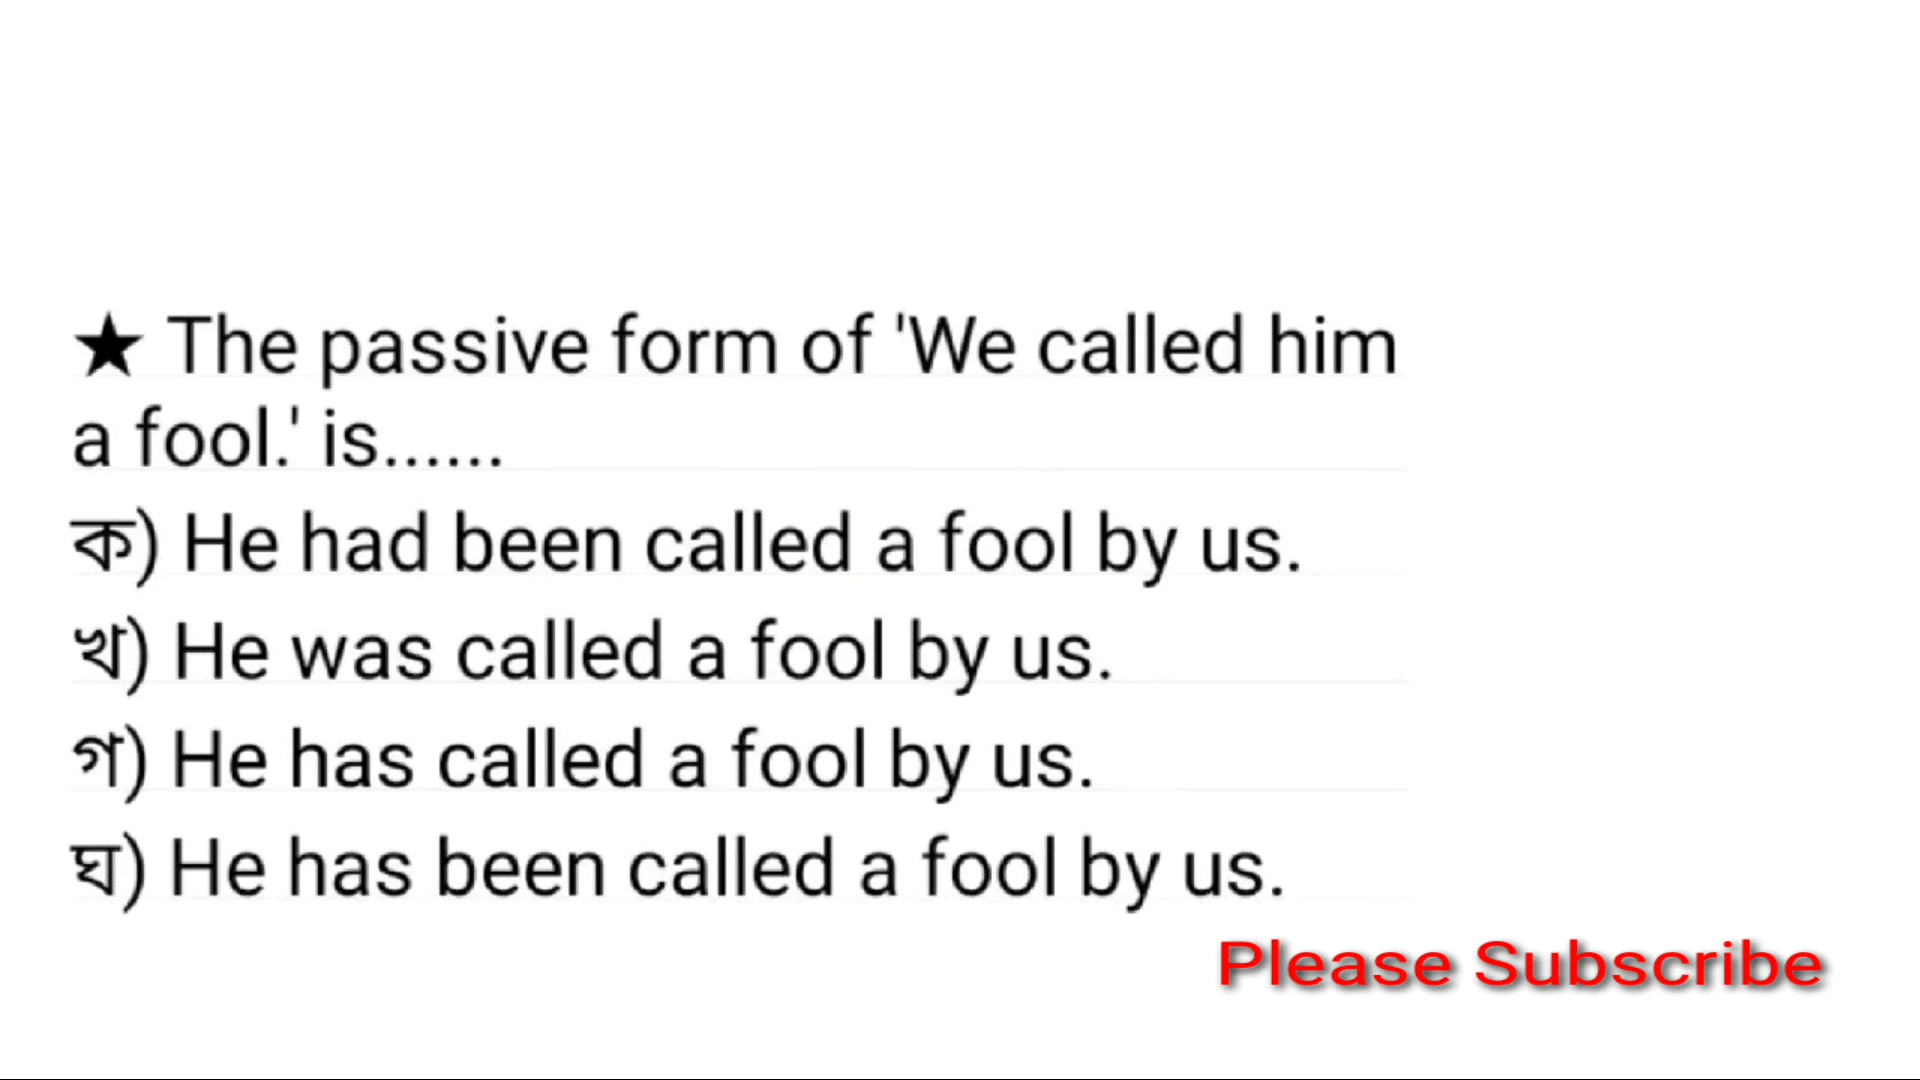 ★ The passive form of 'We called him
a fool.' is......
ক) He had been called a fool by us.
খ) He was called a fool by us.
গ) He has called a fool by us.
ঘ) He has been called a fool by us.
Please Subscribe